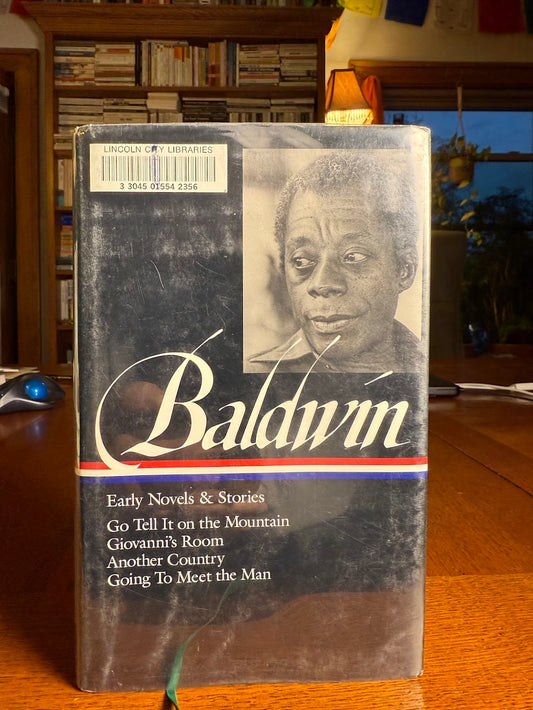 LINCOLN CITY LIBRARIES
3 3045 01554 2356
Baldwin
Early Novels & Stories
Go Tell It on the Mountain
Giovanni's Room
Another Country
Going To Meet the Man